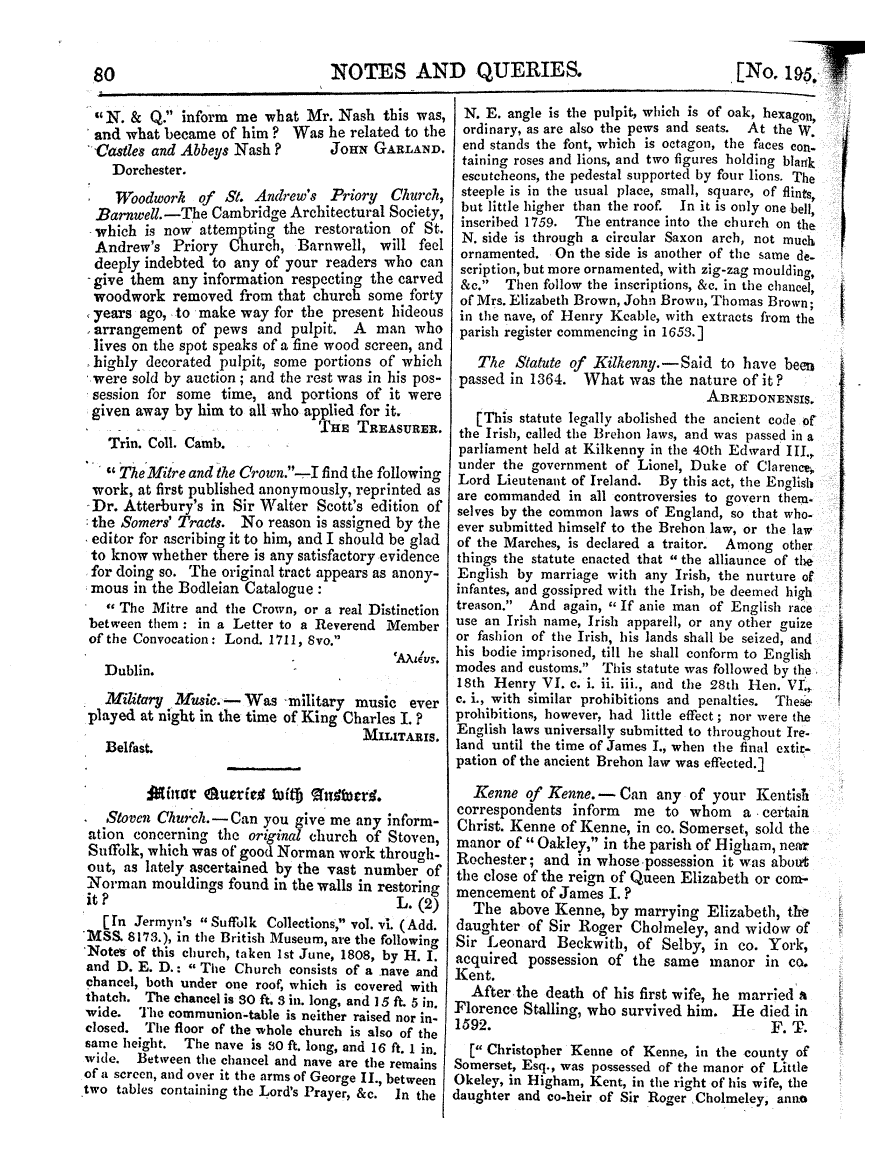 80 NOTES AND QUERIES. [No. 195.
"N. & Q." inform me what Mr. Nash this was,
and what became of him? Was he related to the
Castles and Abbeys Nash? JOHN GARLAND.
Dorchester.
Woodwork of St. Andrew's Priory Church,
Barnwell.—The Cambridge Architectural Society,
which is now attempting the restoration of St.
Andrew's Priory Church, Barnwell, will feel
deeply indebted to any of your readers who can
give them any information respecting the carved
woodwork removed from that church some forty
years ago, to make way for the present hideous
arrangement of pews and pulpit. A man who
lives on the spot speaks of a fine wood screen, and
highly decorated pulpit, some portions of which
were sold by auction; and the rest was in his pos-
session for some time, and portions of it were
given away by him to all who applied for it.
THE TREASURER.
Trin. Coll. Camb.
"The Mitre and the Crown."—I find the following
work, at first published anonymously, reprinted as
Dr. Atterbury's in Sir Walter Scott's edition of
the Somers' Tracts. No reason is assigned by the
editor for ascribing it to him, and I should be glad
to know whether there is any satisfactory evidence
for doing so. The original tract appears as anony-
mous in the Bodleian Catalogue:
"The Mitre and the Crown, or a real Distinction
between them: in a Letter to a Reverend Member
of the Convocation: Lond. 1711, 8vo."
Ἁλιεύς.
Dublin.
Military Music.—Was military music ever
played at night in the time of King Charles I.?
MILITARIS.
Belfast.
Minor Queries with Answers.
Stoven Church.—Can you give me any inform-
ation concerning the original church of Stoven,
Suffolk, which was of good Norman work through-
out, as lately ascertained by the vast number of
Norman mouldings found in the walls in restoring
it? L. (2)
[In Jermyn's "Suffolk Collections," vol. vi. (Add.
MSS. 8173.), in the British Museum, are the following
Notes of this church, taken 1st June, 1808, by H. I.
and D. E. D.: "The Church consists of a nave and
chancel, both under one roof, which is covered with
thatch. The chancel is 30 ft. 3 in. long, and 15 ft. 5 in.
wide. The communion-table is neither raised nor in-
closed. The floor of the whole church is also of the
same height. The nave is 30 ft. long, and 16 ft. 1 in.
wide. Between the chancel and nave are the remains
of a screen, and over it the arms of George II., between
two tables containing the Lord's Prayer, &c. In the
N. E. angle is the pulpit, which is of oak, hexagon,
ordinary, as are also the pews and seats. At the W.
end stands the font, which is octagon, the faces con-
taining roses and lions, and two figures holding blank
escutcheons, the pedestal supported by four lions. The
steeple is in the usual place, small, square, of flints,
but little higher than the roof. In it is only one bell,
inscribed 1759. The entrance into the church on the
N. side is through a circular Saxon arch, not much
ornamented. On the side is another of the same de-
scription, but more ornamented, with zig-zag moulding,
&c." Then follow the inscriptions, &c. in the chancel,
of Mrs. Elizabeth Brown, John Brown, Thomas Brown;
in the nave, of Henry Keable, with extracts from the
parish register commencing in 1653.]
The Statute of Kilkenny.—Said to have been
passed in 1364. What was the nature of it?
ABREDONENSIS.
[This statute legally abolished the ancient code of
the Irish, called the Brehon laws, and was passed in a
parliament held at Kilkenny in the 40th Edward III.,
under the government of Lionel, Duke of Clarence,
Lord Lieutenant of Ireland. By this act, the English
are commanded in all controversies to govern them-
selves by the common laws of England, so that who-
ever submitted himself to the Brehon law, or the law
of the Marches, is declared a traitor. Among other
things the statute enacted that "the alliaunce of the
English by marriage with any Irish, the nurture of
infantes, and gossipred with the Irish, be deemed high
treason." And again, "If anie man of English race
use an Irish name, Irish apparell, or any other guize
or fashion of the Irish, his lands shall be seized, and
his bodie imprisoned, till he shall conform to English
modes and customs." This statute was followed by the
18th Henry VI. c. i. ii. iii., and the 28th Hen. VI.,
c. i., with similar prohibitions and penalties. These
prohibitions, however, had little effect; nor were the
English laws universally submitted to throughout Ire-
land until the time of James I., when the final extir-
pation of the ancient Brehon law was effected.]
Kenne of Kenne.—Can any of your Kentish
correspondents inform me to whom a certain
Christ. Kenne of Kenne, in co. Somerset, sold the
manor of "Oakley," in the parish of Higham, near
Rochester; and in whose possession it was about
the close of the reign of Queen Elizabeth or com-
mencement of James I.?
The above Kenne, by marrying Elizabeth, the
daughter of Sir Roger Cholmeley, and widow of
Sir Leonard Beckwith, of Selby, in co. York,
acquired possession of the same manor in co.
Kent.
After the death of his first wife, he married a
Florence Stalling, who survived him. He died in
1592. F. T.
["Christopher Kenne of Kenne, in the county of
Somerset, Esq., was possessed of the manor of Little
Okeley, in Higham, Kent, in the right of his wife, the
daughter and co-heir of Sir Roger Cholmeley, anno